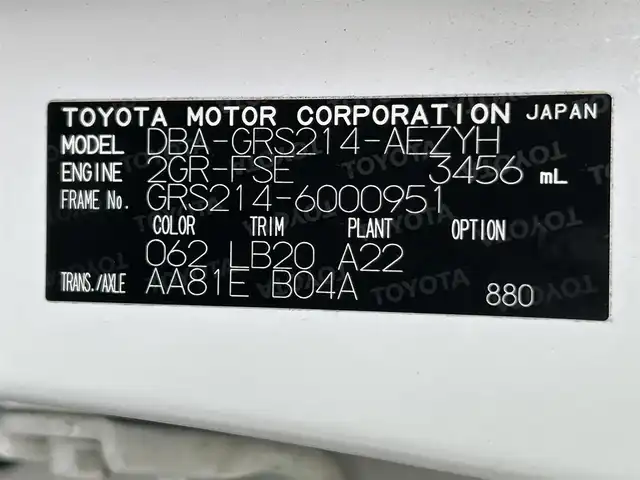 TOYOTA MOTOR CORPORATION JAPAN
MODEL DBA-GRS214-AEZYH
ENGINE 2GR-FSE 3456 mL
FRAME No. GRS214-6000951
COLOR TRIM PLANT OPTION
062 LB20 A22
TRANS./AXLE AA81E B04A 880